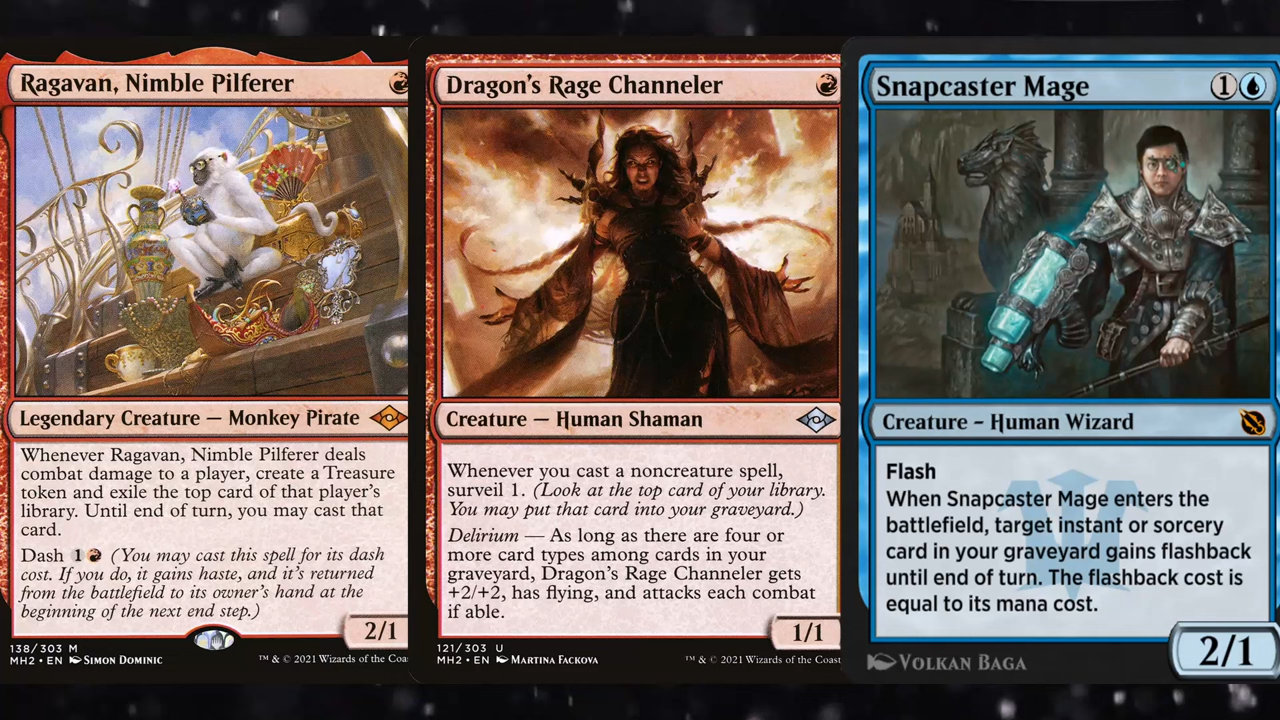 Ragavan, Nimble Pilferer
Legendary Creature — Monkey Pirate
Whenever Ragavan, Nimble Pilferer deals
combat damage to a player, create a Treasure
token and exile the top card of that player's
library. Until end of turn, you may cast that
card.
Dash 1 (You may cast this spell for its dash
cost. If you do, it gains haste, and it's returned
from the battlefield to its owner's hand at the
beginning of the next end step.)
2/1
138/303 M
MH2 • EN SIMON DOMINIC
™ & © 2021 Wizards of the Coa
Dragon's Rage Channeler
Creature — Human Shaman
Whenever you cast a noncreature spell,
surveil 1. (Look at the top card of your library.
You may put that card into your graveyard.)
Delirium — As long as there are four or
more card types among cards in your
graveyard, Dragon's Rage Channeler gets
+2/+2, has flying, and attacks each combat
if able.
1/1
121/303 U
MH2 • EN MARTINA FACKOVA
™ & © 2021 Wizards of the Coast
Snapcaster Mage 1
Creature – Human Wizard
Flash
When Snapcaster Mage enters the
battlefield, target instant or sorcery
card in your graveyard gains flashback
until end of turn. The flashback cost is
equal to its mana cost.
2/1
VOLKAN BAGA